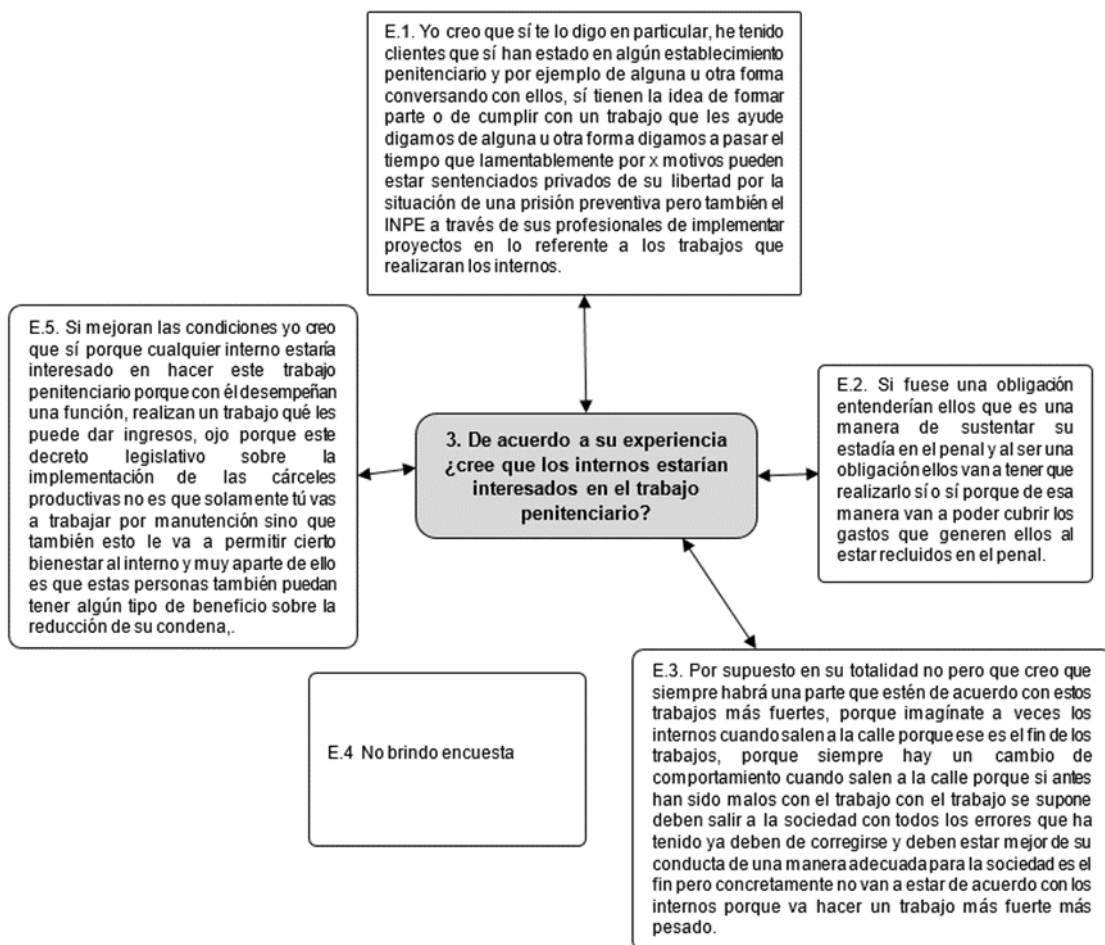 E.1. Yo creo que sí te lo digo en particular, he tenido
clientes que sí han estado en algún establecimiento
penitenciario y por ejemplo de alguna u otra forma
conversando con ellos, sí tienen la idea de formar
parte o de cumplir con un trabajo que les ayude
digamos de alguna u otra forma digamos a pasar el
tiempo que lamentablemente por x motivos pueden
estar sentenciados privados de su libertad por la
situación de una prisión preventiva pero también el
INPE a través de sus profesionales de implementar
proyectos en lo referente a los trabajos que
realizaran los internos.
E.5. Si mejoran las condiciones yo creo
que sí porque cualquier interno estaría
interesado en hacer este trabajo
penitenciario porque con él desempeñan
una función, realizan un trabajo qué les
puede dar ingresos, ojo porque este
decreto legislativo sobre la
implementación de las cárceles
productivas no es que solamente tú vas
a trabajar por manutención sino que
también esto le va a permitir cierto
bienestar al interno y muy aparte de ello
es que estas personas también puedan
tener algún tipo de beneficio sobre la
reducción de su condena,.
3. De acuerdo a su experiencia
¿cree que los internos estarían
interesados en el trabajo
penitenciario?
E.2. Si fuese una obligación
entenderían ellos que es una
manera de sustentar su
estadía en el penal y al ser una
obligación ellos van a tener que
realizarlo sí o sí porque de esa
manera van a poder cubrir los
gastos que generen ellos al
estar recluidos en el penal.
E.4 No brindo encuesta
E.3. Por supuesto en su totalidad no pero que creo que
siempre habrá una parte que estén de acuerdo con estos
trabajos más fuertes, porque imagínate a veces los
internos cuando salen a la calle porque ese es el fin de los
trabajos, porque siempre hay un cambio de
comportamiento cuando salen a la calle porque si antes
han sido malos con el trabajo con el trabajo se supone
deben salir a la sociedad con todos los errores que ha
tenido ya deben de corregirse y deben estar mejor de su
conducta de una manera adecuada para la sociedad es el
fin pero concretamente no van a estar de acuerdo con los
internos porque va hacer un trabajo más fuerte más
pesado.